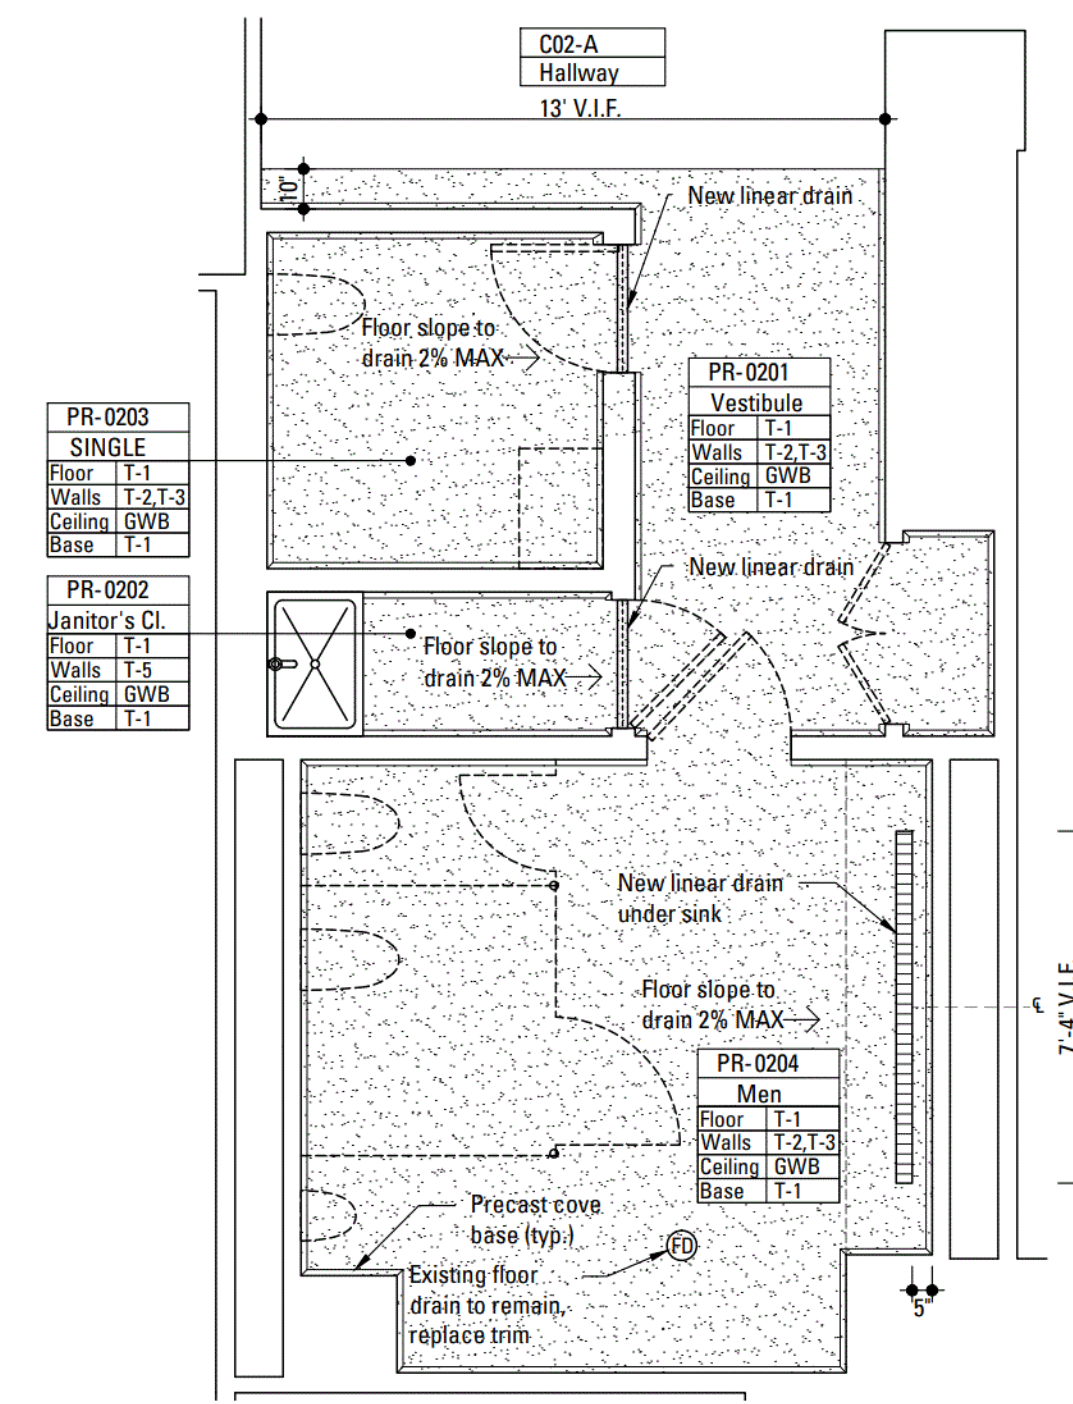 C02-A
Hallway
13' V.I.F.
10"
New linear drain
Floor slope to
drain 2% MAX
PR-0201
Vestibule
Floor T-1
Walls T-2,T-3
Ceiling GWB
Base T-1
PR-0203
SINGLE
Floor T-1
Walls T-2,T-3
Ceiling GWB
Base T-1
New linear drain
PR-0202
Janitor's Cl.
Floor T-1
Walls T-5
Ceiling GWB
Base T-1
Floor slope to
drain 2% MAX
New linear drain
under sink
Floor slope to
drain 2% MAX
℄
7'-4" V.I.F.
PR-0204
Men
Floor T-1
Walls T-2,T-3
Ceiling GWB
Base T-1
Precast cove
base (typ.)
FD
Existing floor
drain to remain,
replace trim
5"